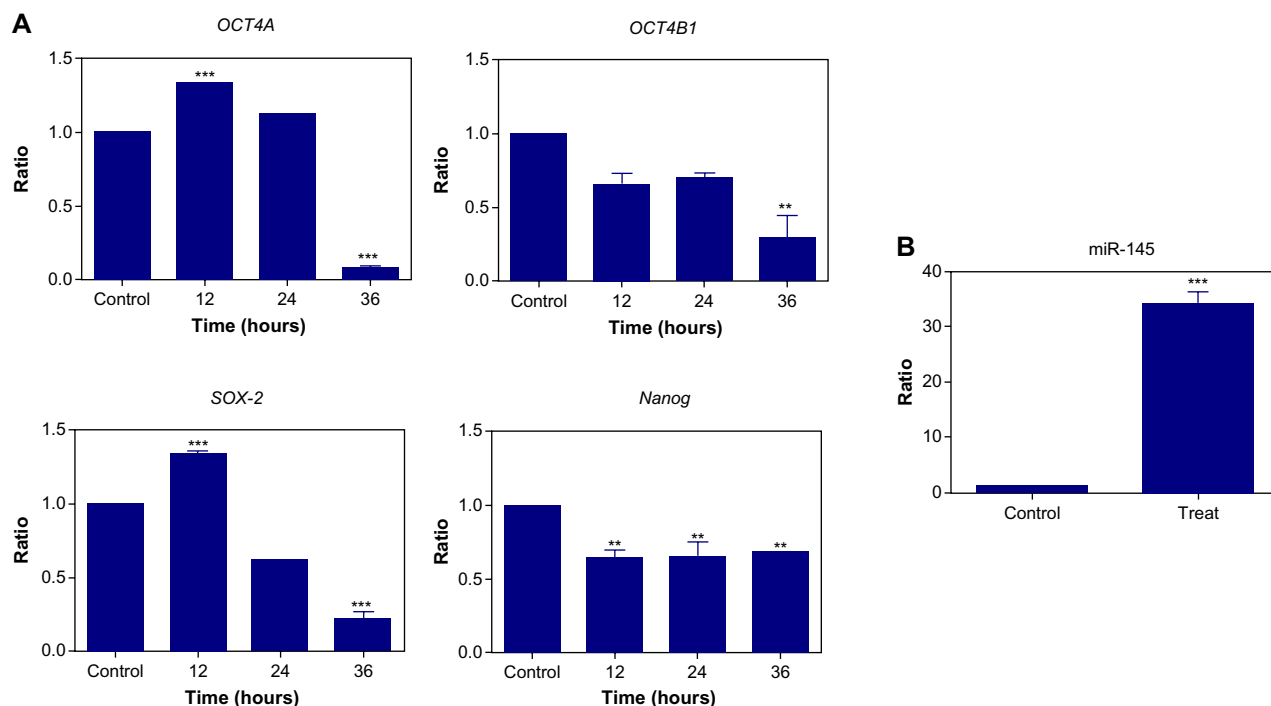 A
OCT4A
Ratio
1.5
1.0
0.5
0.0
***
***
Control 12 24 36
Time (hours)
OCT4B1
Ratio
1.5
1.0
0.5
0.0
**
Control 12 24 36
Time (hours)
SOX-2
Ratio
1.5
1.0
0.5
0.0
***
***
Control 12 24 36
Time (hours)
Nanog
Ratio
1.5
1.0
0.5
0.0
** ** **
Control 12 24 36
Time (hours)
B
miR-145
Ratio
40
30
20
10
0
***
Control Treat